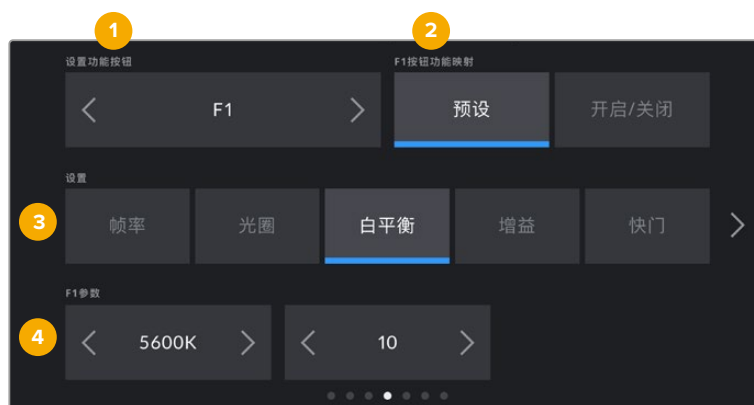 1 2
设置功能按钮 F1按钮功能映射
F1 预设 开启/关闭
设置
3 帧率 光圈 白平衡 增益 快门
F1参数
4 5600K 10